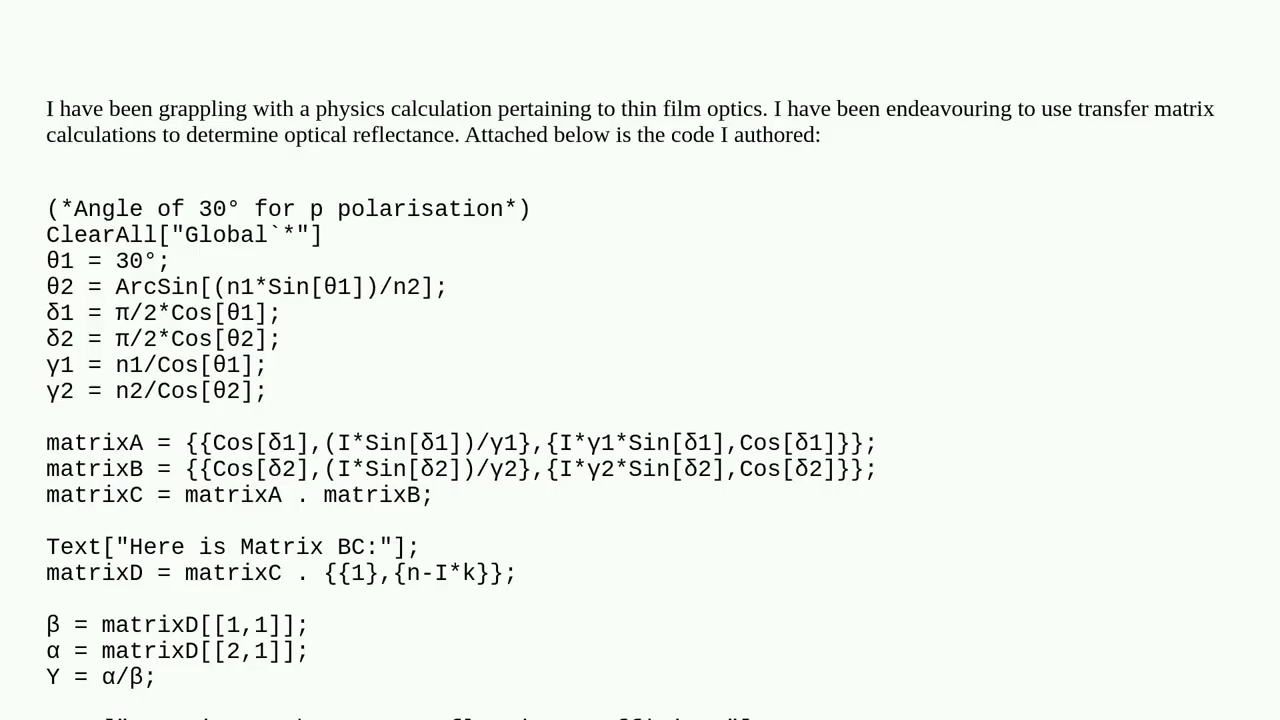 I have been grappling with a physics calculation pertaining to thin film optics. I have been endeavouring to use transfer matrix
calculations to determine optical reflectance. Attached below is the code I authored:
(*Angle of 30° for p polarisation*)
ClearAll["Global`*"]
θ1 = 30°;
θ2 = ArcSin[(n1*Sin[θ1])/n2];
δ1 = π/2*Cos[θ1];
δ2 = π/2*Cos[θ2];
γ1 = n1/Cos[θ1];
γ2 = n2/Cos[θ2];
matrixA = {{Cos[δ1],(I*Sin[δ1])/γ1},{I*γ1*Sin[δ1],Cos[δ1]}};
matrixB = {{Cos[δ2],(I*Sin[δ2])/γ2},{I*γ2*Sin[δ2],Cos[δ2]}};
matrixC = matrixA . matrixB;
Text["Here is Matrix BC:"];
matrixD = matrixC . {{1},{n-I*k}};
β = matrixD[[1,1]];
α = matrixD[[2,1]];
Y = α/β;